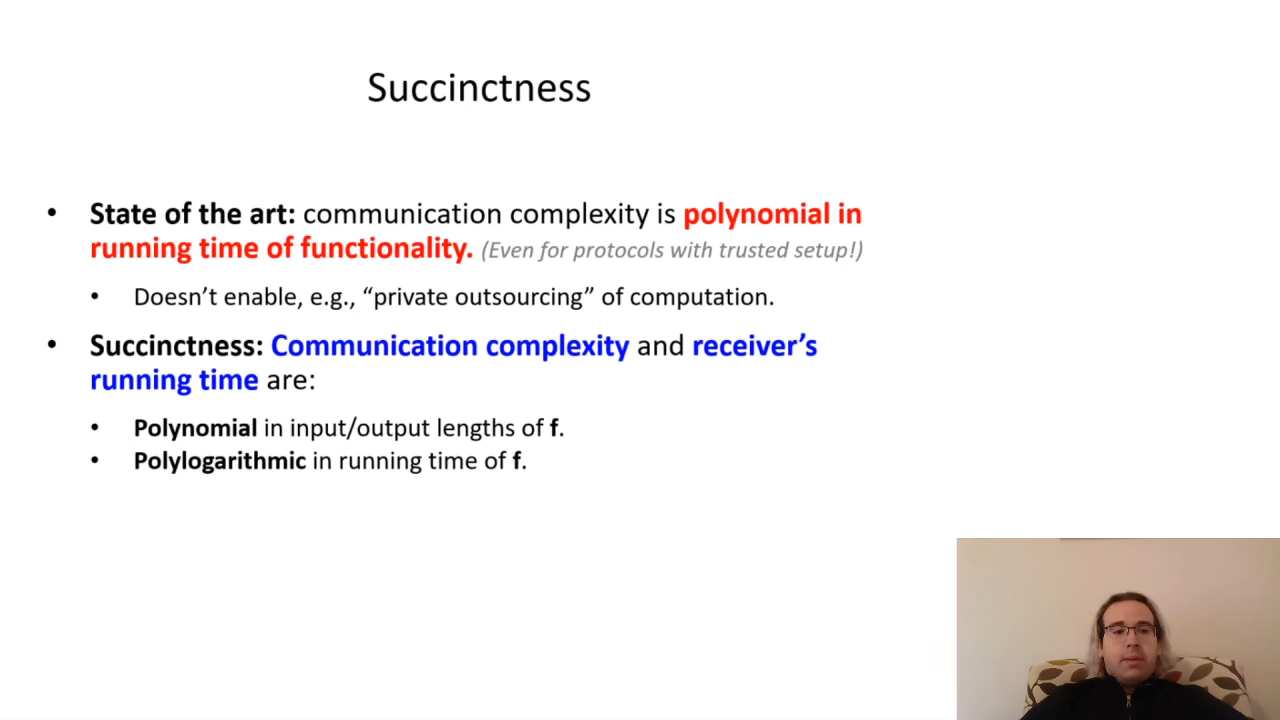 Succinctness
• State of the art: communication complexity is polynomial in
running time of functionality. (Even for protocols with trusted setup!)
• Doesn’t enable, e.g., “private outsourcing” of computation.
• Succinctness: Communication complexity and receiver’s
running time are:
• Polynomial in input/output lengths of f.
• Polylogarithmic in running time of f.